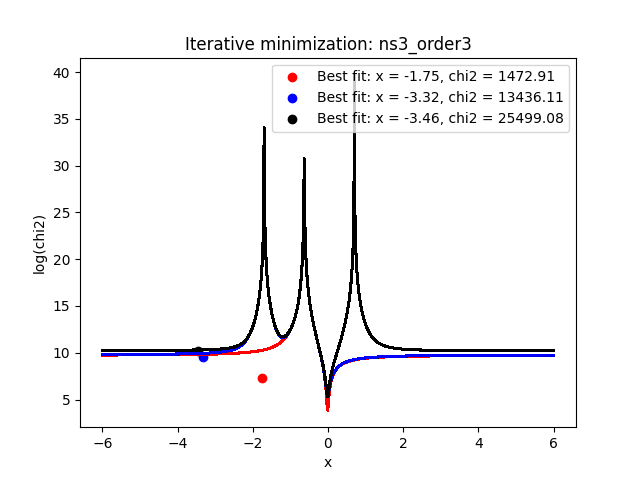 Iterative minimization: ns3_order3
Best fit: x = -1.75, chi2 = 1472.91
Best fit: x = -3.32, chi2 = 13436.11
Best fit: x = -3.46, chi2 = 25499.08
log(chi2)
40
35
30
25
20
15
10
5
−6
−4
−2
0
2
4
6
x